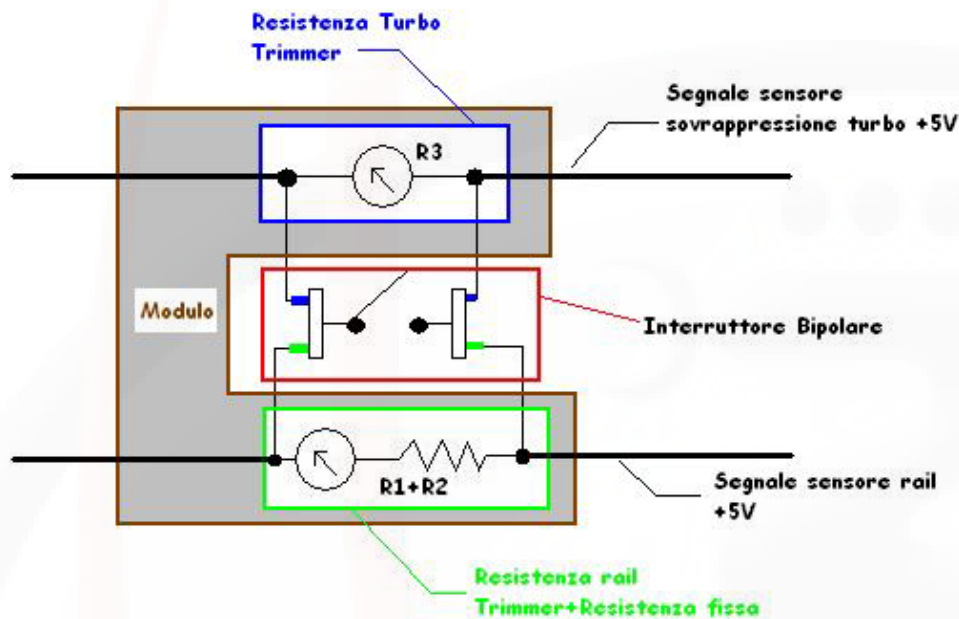 Resistenza Turbo
Trimmer
Segnale sensore
sovrappressione turbo +5V
R3
Modulo
Interruttore Bipolare
R1+R2
Segnale sensore rail
+5V
Resistenza rail
Trimmer+Resistenza fissa